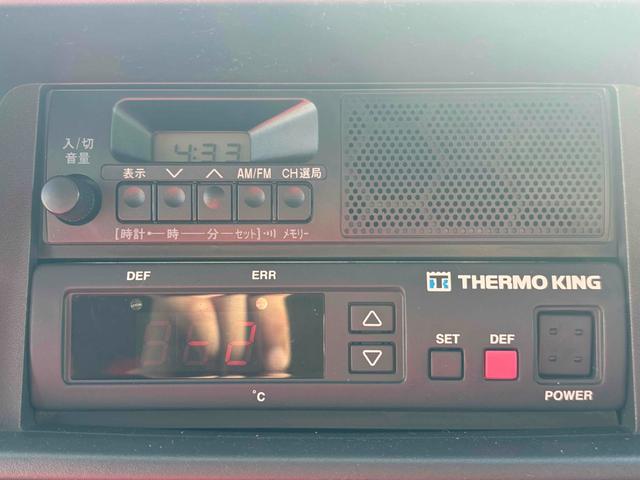 入/切
音量
4:33
表示 AM/FM CH選局
[時計 時 分 セット] メモリー
DEF ERR
THERMO KING
-2
°C
SET DEF
POWER